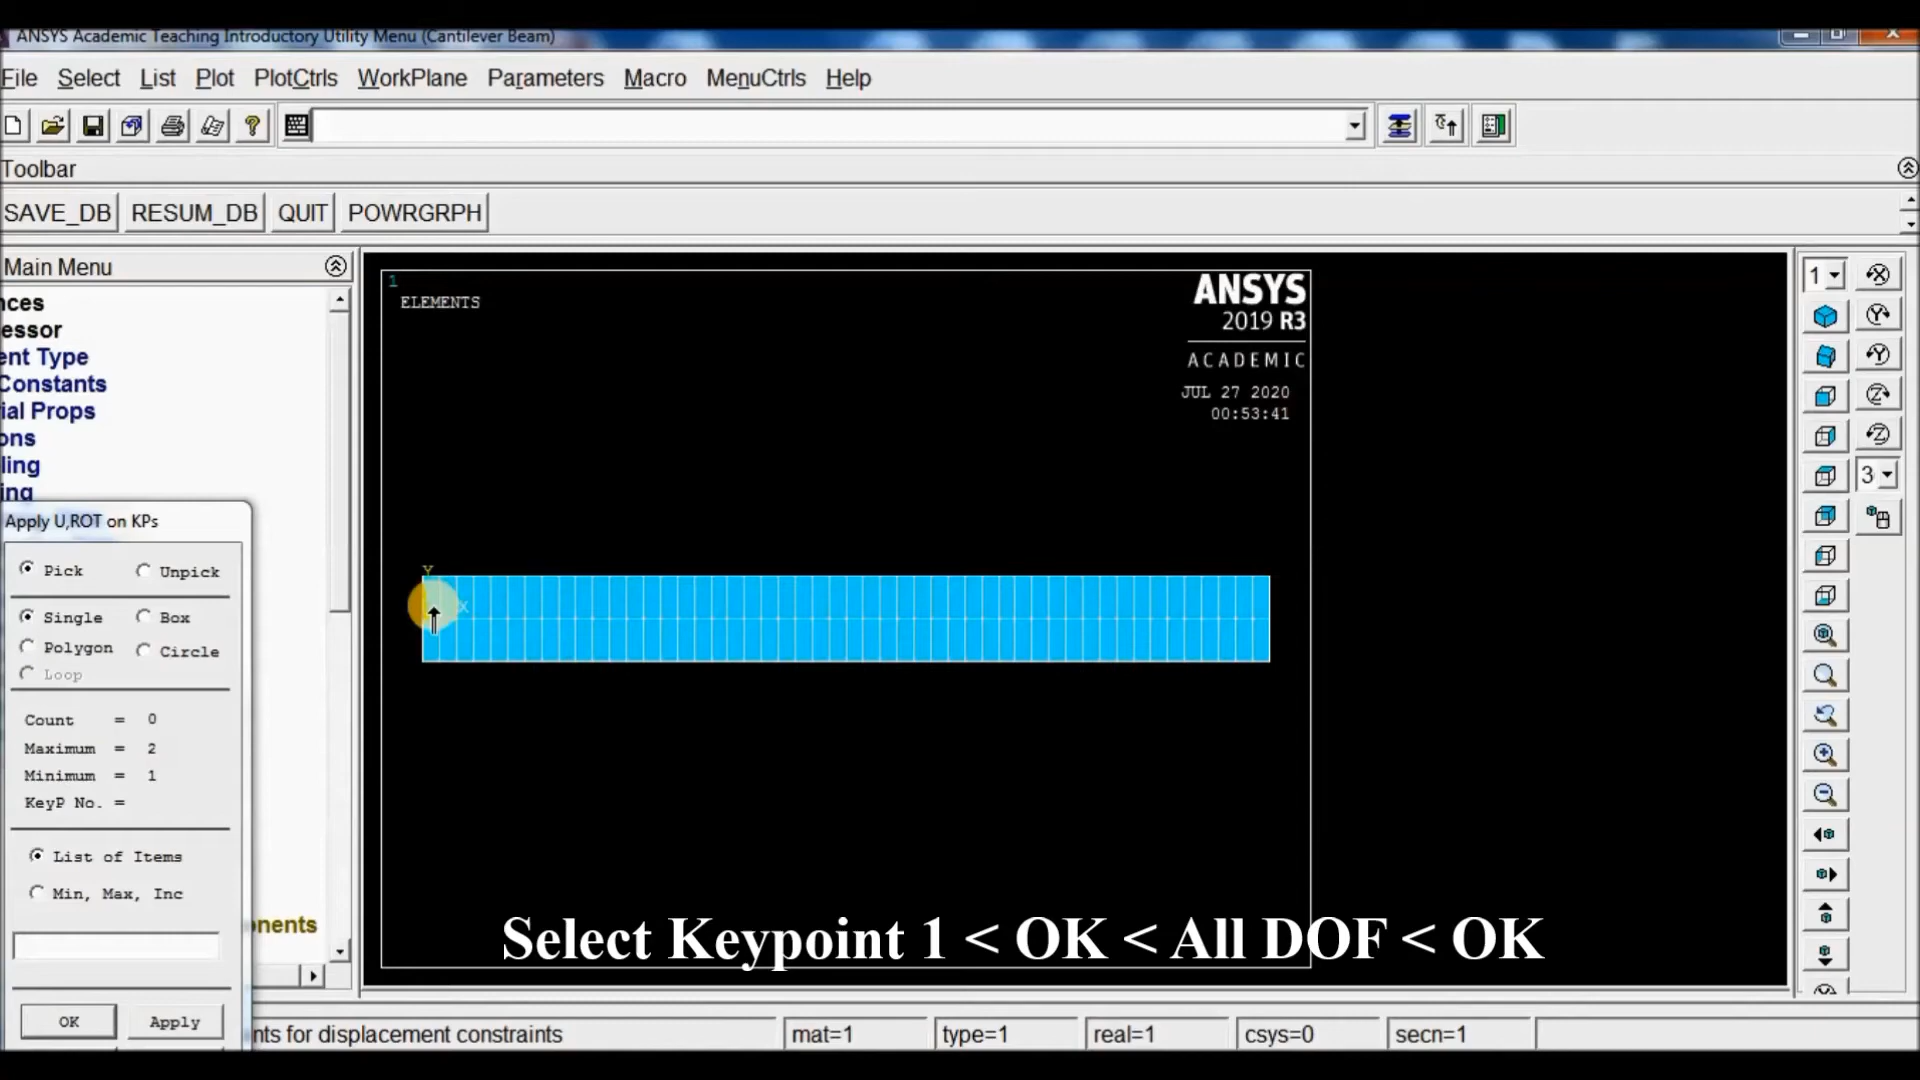 ANSYS Academic Teaching Introductory Utility Menu (Cantilever Beam)
File Select List Plot PlotCtrls WorkPlane Parameters Macro MenuCtrls Help
Toolbar
SAVE_DB RESUM_DB QUIT POWRGRPH
Main Menu
nces
essor
ent Type
Constants
ial Props
ons
ling
ing
Apply U,ROT on KPs
Pick Unpick
Single Box
Polygon Circle
Loop
Count = 0
Maximum = 2
Minimum = 1
KeyP No. =
List of Items
Min, Max, Inc
nents
OK Apply
1
ELEMENTS
ANSYS
2019 R3
ACADEMIC
JUL 27 2020
00:53:41
Y
X
1
3
Select Keypoint 1 < OK < All DOF < OK
nts for displacement constraints mat=1 type=1 real=1 csys=0 secn=1